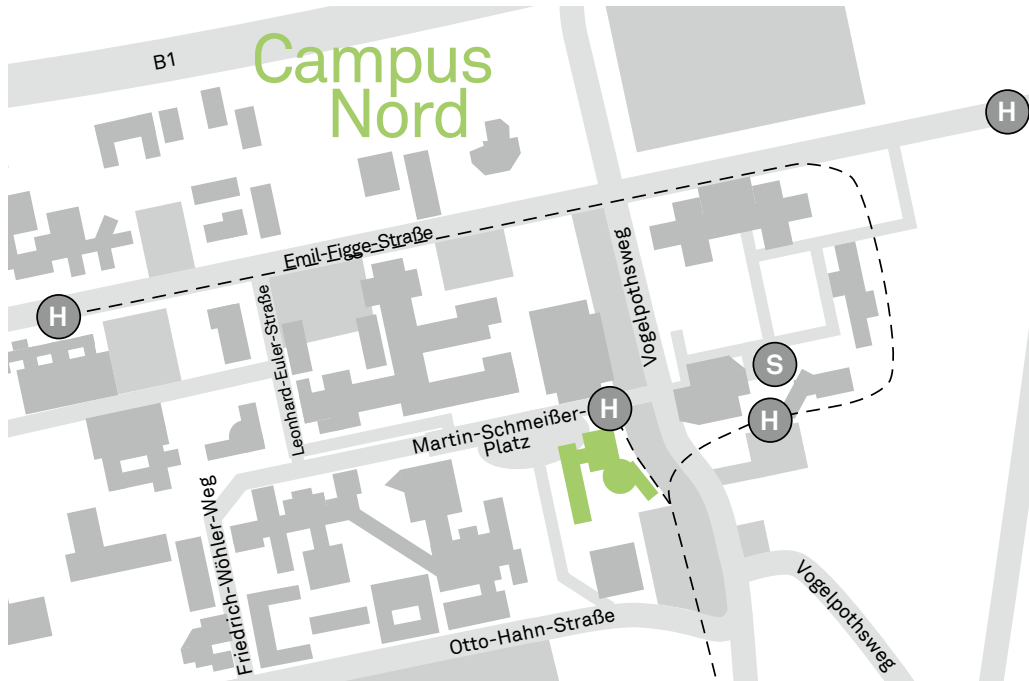 B1
Campus
Nord
H
Emil-Figge-Straße
Vogelpothsweg
H
Leonhard-Euler-Straße
S
H
H
Martin-Schmeißer-
Platz
Friedrich-Wöhler-Weg
Vogelpothsweg
Otto-Hahn-Straße